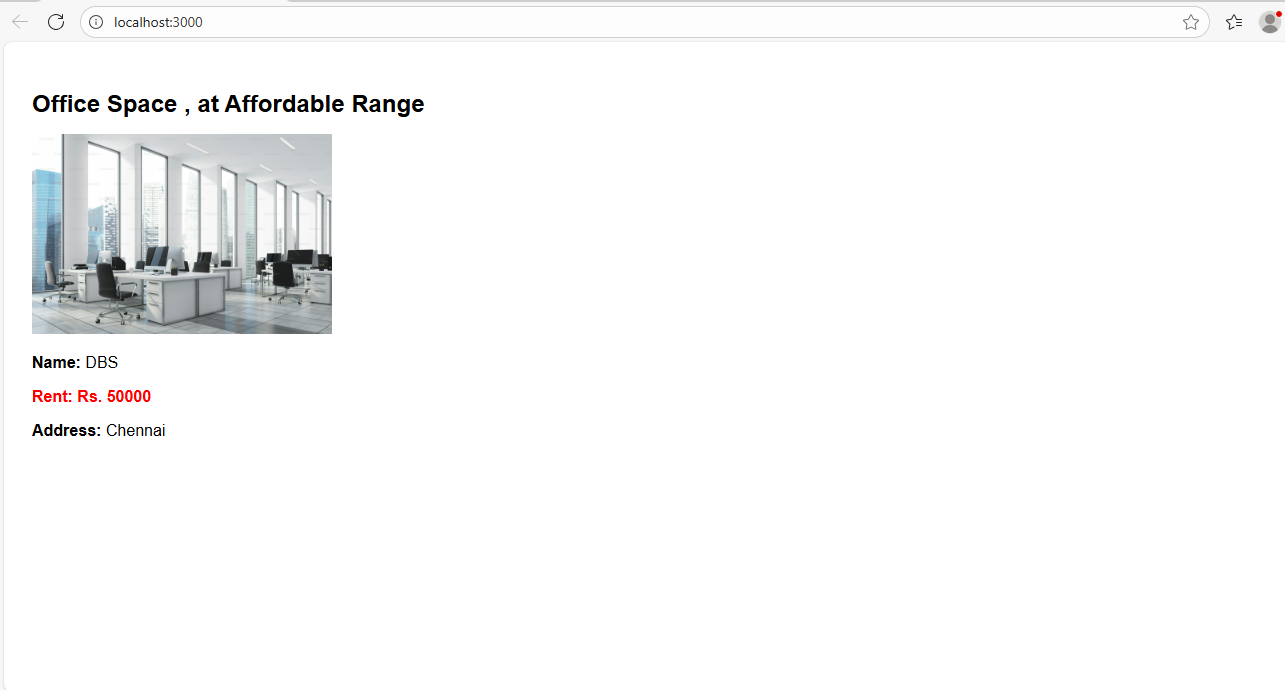 localhost:3000
Office Space , at Affordable Range
Name: DBS
Rent: Rs. 50000
Address: Chennai